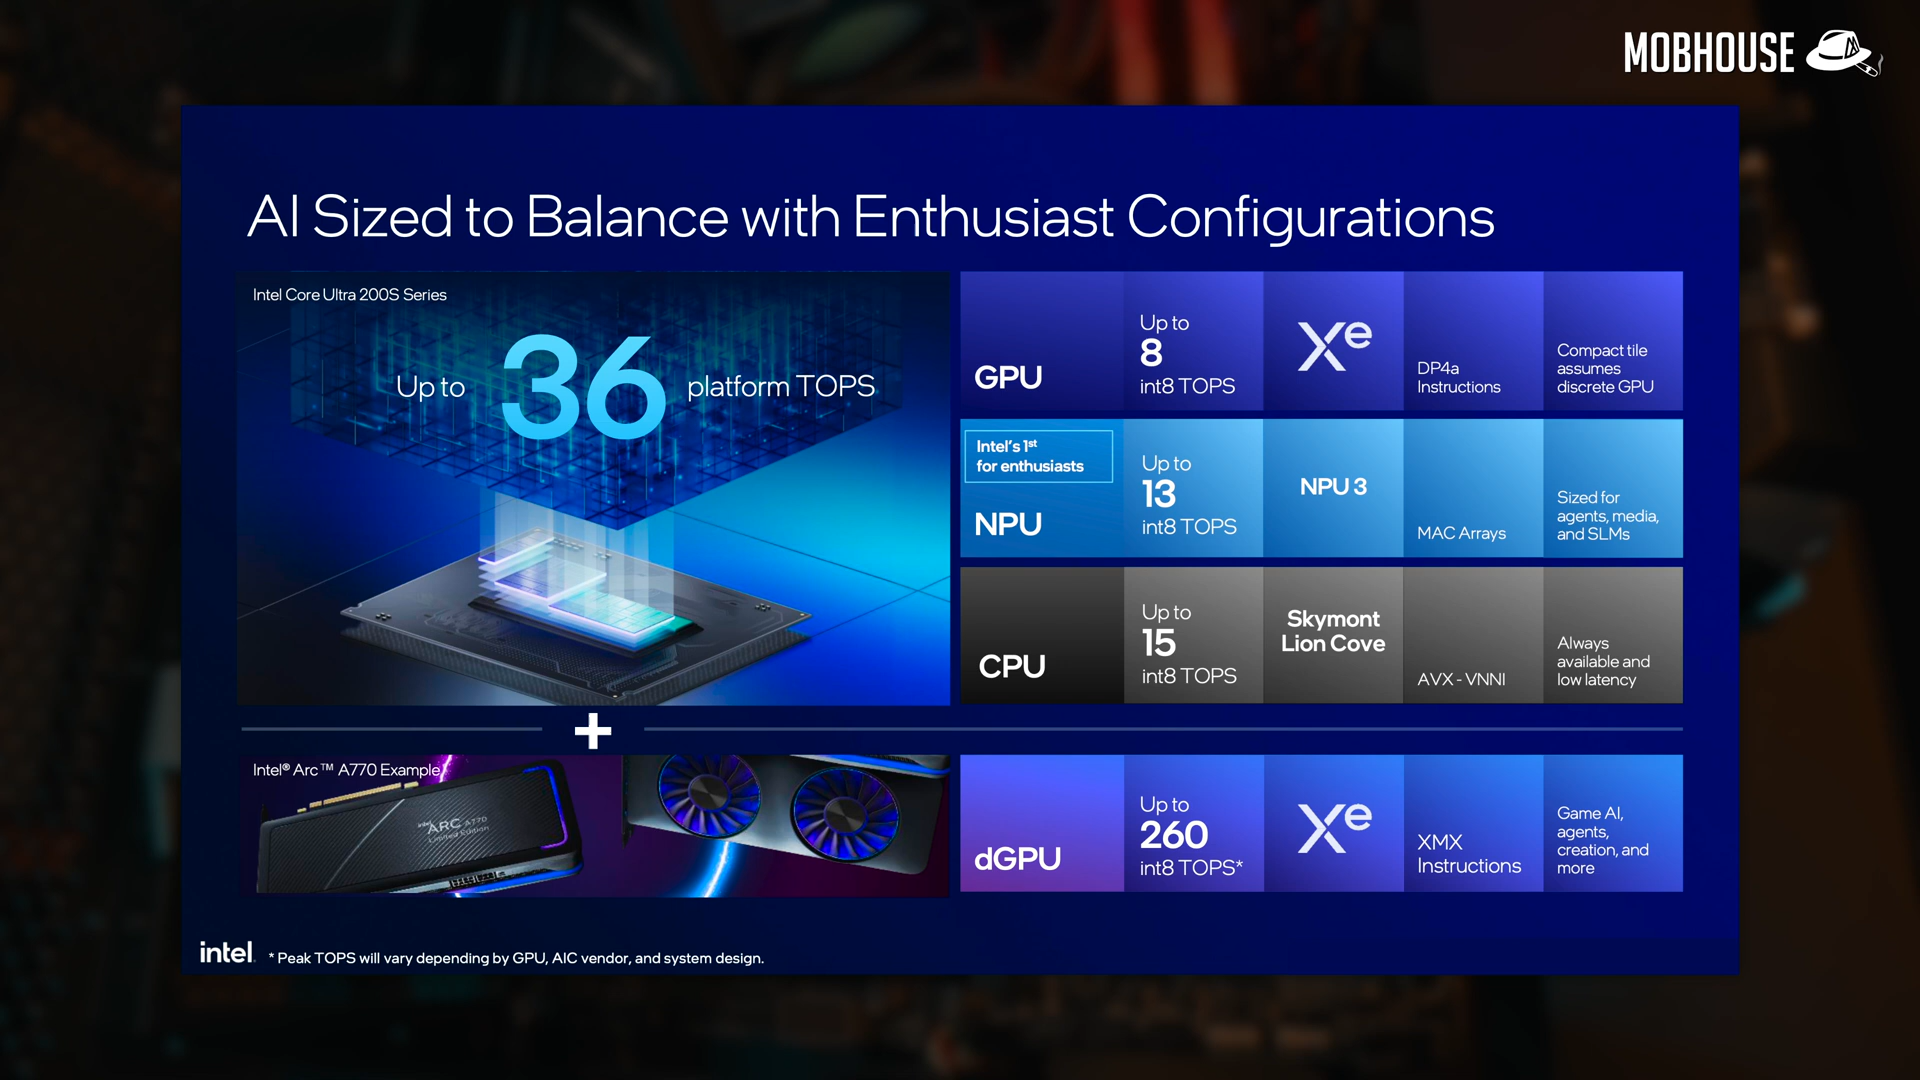 MOBHOUSE
AI Sized to Balance with Enthusiast Configurations
Intel Core Ultra 200S Series
Up to 36 platform TOPS
GPU
Up to
8
int8 TOPS
Xe
DP4a
Instructions
Compact tile
assumes
discrete GPU
Intel's 1st
for enthusiasts
NPU
Up to
13
int8 TOPS
NPU 3
MAC Arrays
Sized for
agents, media,
and SLMs
CPU
Up to
15
int8 TOPS
Skymont
Lion Cove
AVX - VNNI
Always
available and
low latency
+
Intel® Arc™ A770 Example
intel ARC A770
Limited Edition
dGPU
Up to
260
int8 TOPS*
Xe
XMX
Instructions
Game AI,
agents,
creation, and
more
intel.
* Peak TOPS will vary depending by GPU, AIC vendor, and system design.